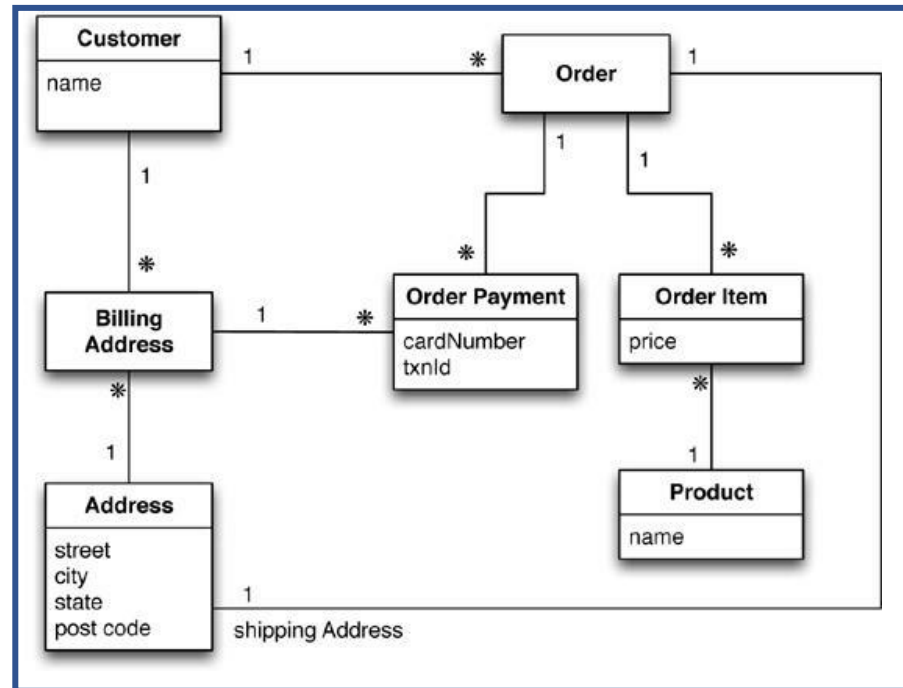 Customer
name
1
*
Order
1
1
1
1
*
*
*
Billing
Address
1
*
Order Payment
cardNumber
txnId
Order Item
price
*
1
*
1
Address
street
city
state
post code
Product
name
1
shipping Address